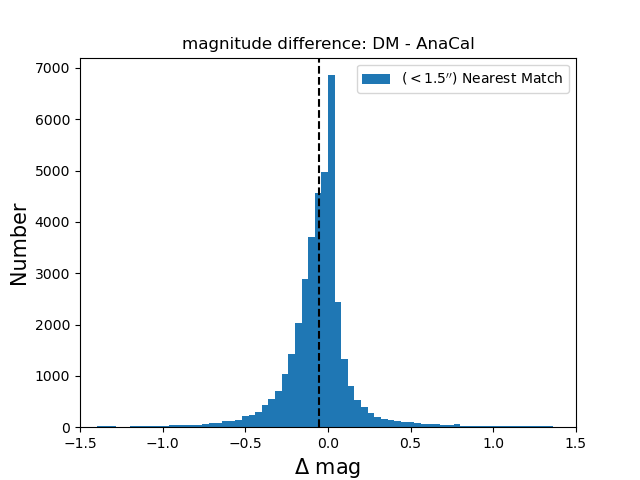 magnitude difference: DM - AnaCal
(<1.5′′) Nearest Match
7000
6000
5000
4000
3000
2000
1000
0
Number
−1.5 −1.0 −0.5 0.0 0.5 1.0 1.5
Δ mag